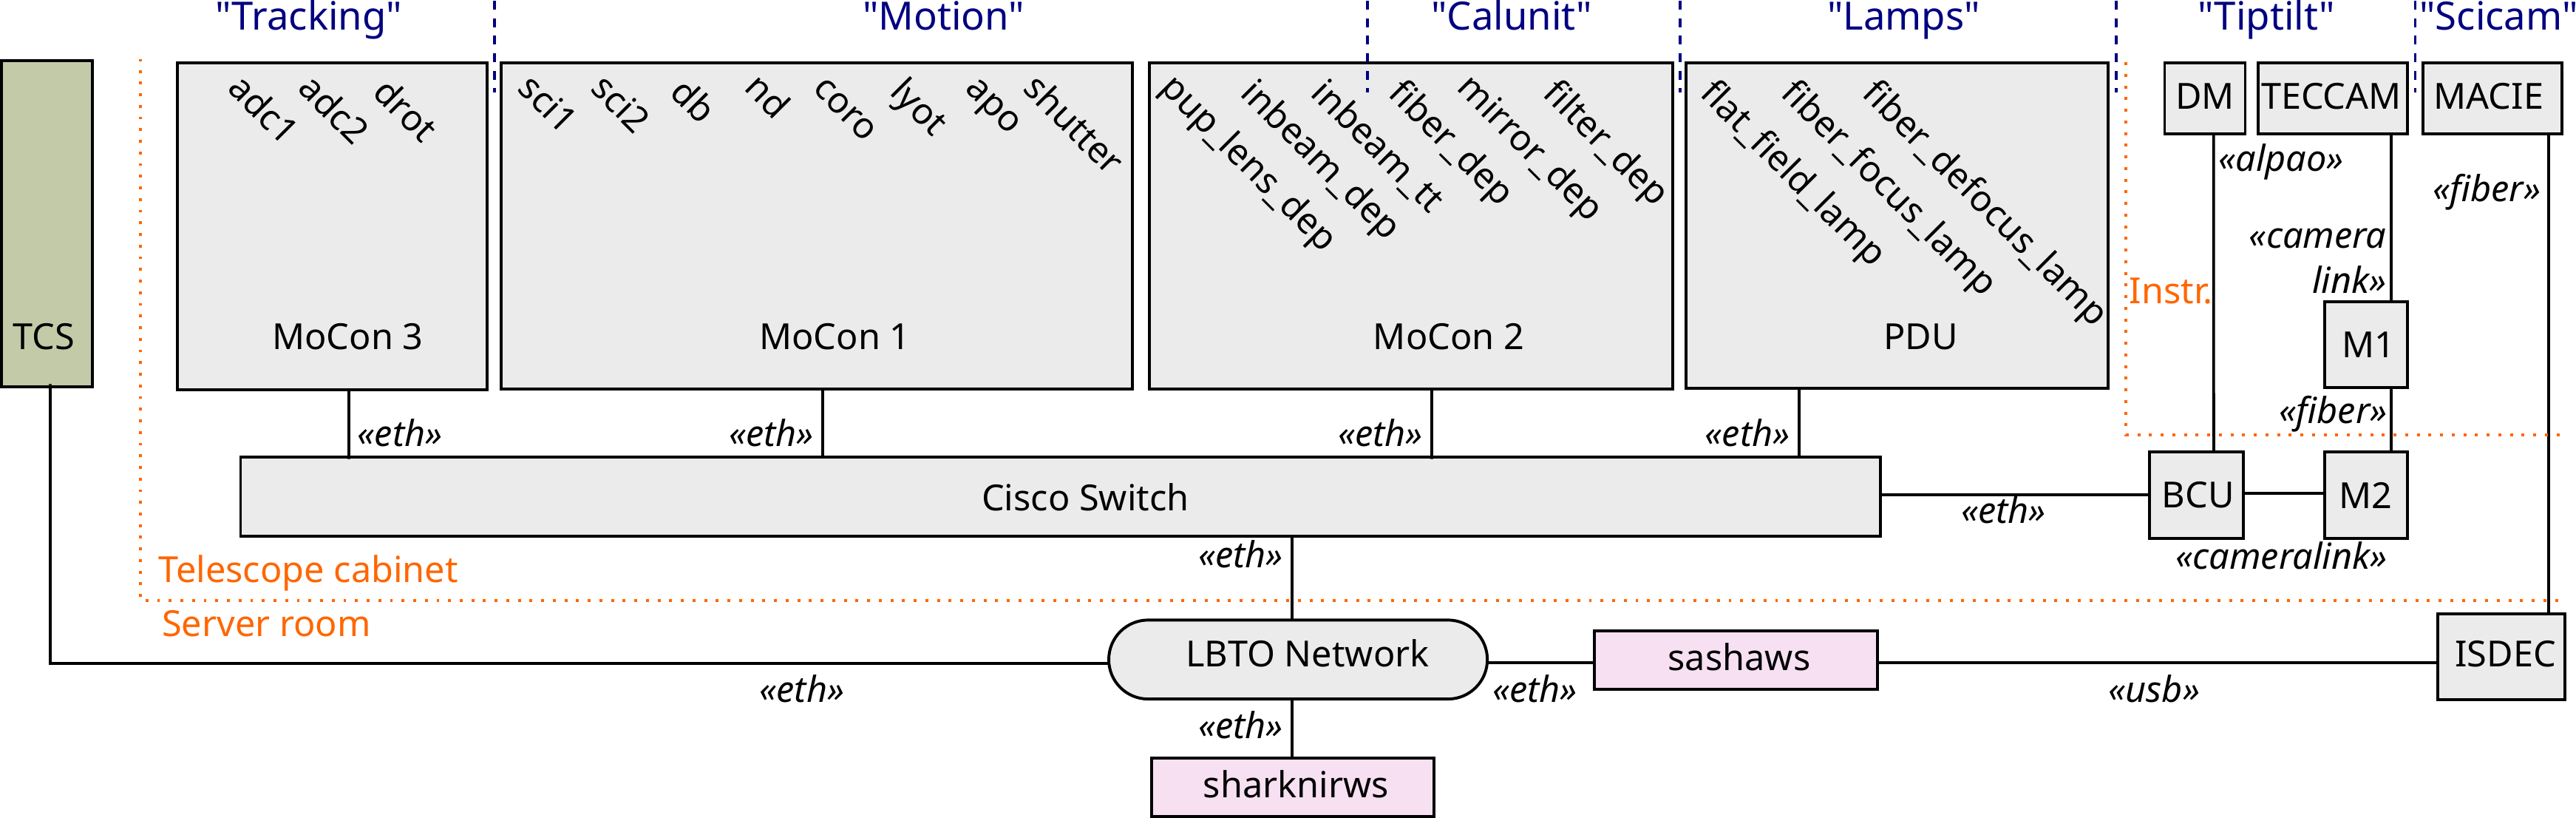 "Tracking"
"Motion"
"Calunit"
"Lamps"
"Tiptilt"
"Scicam"
TCS
adc1
adc2
drot
MoCon 3
sci1
sci2
db
nd
coro
lyot
apo
shutter
MoCon 1
pup_lens_dep
inbeam_dep
inbeam_tt
fiber_dep
mirror_dep
filter_dep
MoCon 2
flat_field_lamp
fiber_focus_lamp
fiber_defocus_lamp
PDU
DM
TECCAM
MACIE
«alpao»
«fiber»
«camera
link»
Instr.
M1
«fiber»
«eth»
«eth»
«eth»
«eth»
Cisco Switch
«eth»
BCU
M2
«cameralink»
«eth»
Telescope cabinet
Server room
LBTO Network
sashaws
ISDEC
«eth»
«eth»
«usb»
«eth»
sharknirws